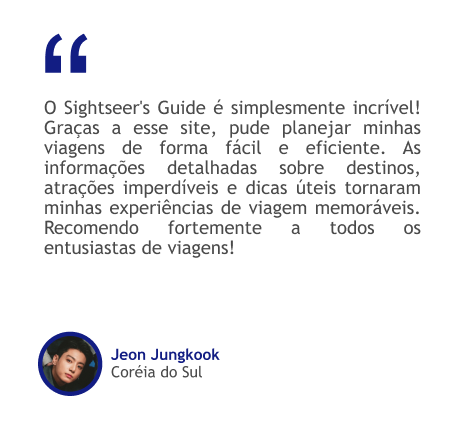 “
O Sightseer's Guide é simplesmente incrível!
Graças a esse site, pude planejar minhas
viagens de forma fácil e eficiente. As
informações detalhadas sobre destinos,
atrações imperdíveis e dicas úteis tornaram
minhas experiências de viagem memoráveis.
Recomendo fortemente a todos os
entusiastas de viagens!
Jeon Jungkook
Coréia do Sul